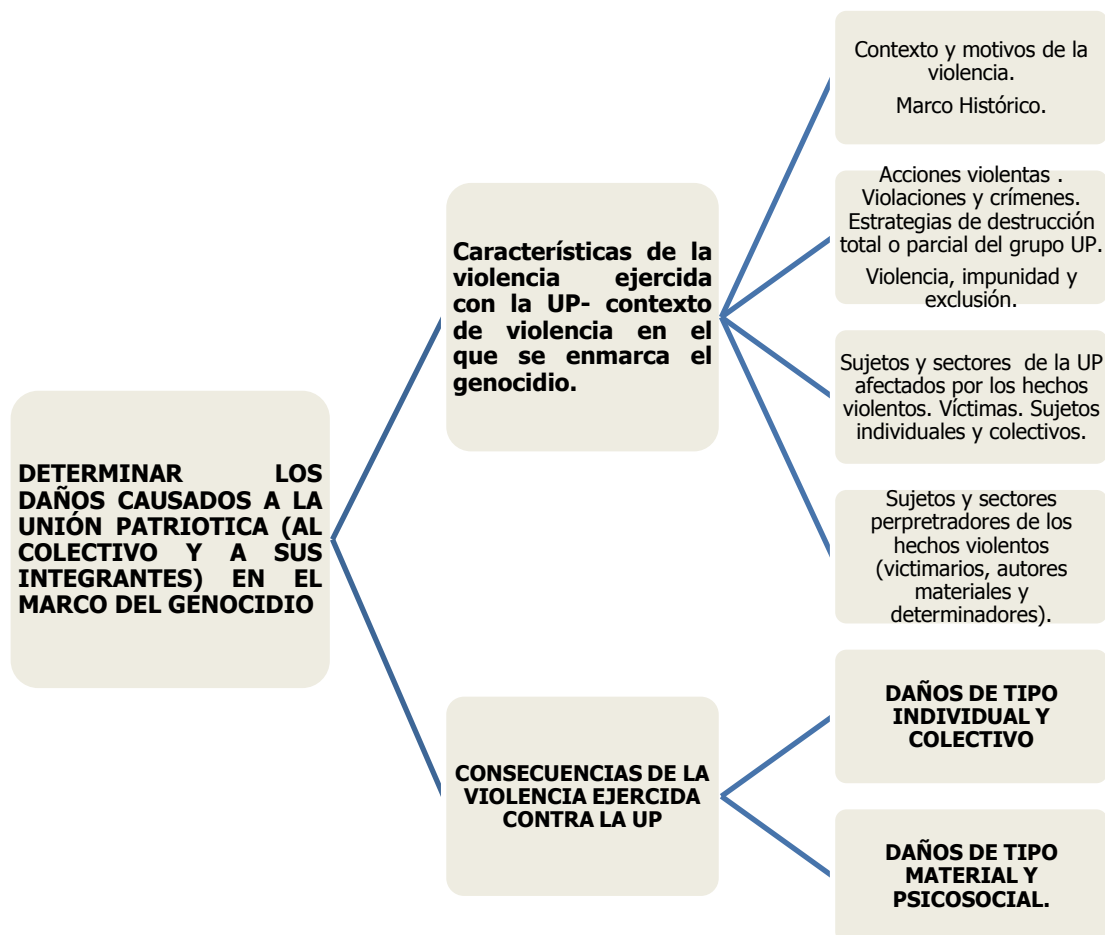 DETERMINAR LOS
DAÑOS CAUSADOS A LA
UNIÓN PATRIOTICA (AL
COLECTIVO Y A SUS
INTEGRANTES) EN EL
MARCO DEL GENOCIDIO
Características de la
violencia ejercida
con la UP- contexto
de violencia en el
que se enmarca el
genocidio.
Contexto y motivos de la
violencia.
Marco Histórico.
Acciones violentas .
Violaciones y crímenes.
Estrategias de destrucción
total o parcial del grupo UP.
Violencia, impunidad y
exclusión.
Sujetos y sectores de la UP
afectados por los hechos
violentos. Víctimas. Sujetos
individuales y colectivos.
Sujetos y sectores
perpretradores de los
hechos violentos
(victimarios, autores
materiales y
determinadores).
CONSECUENCIAS DE LA
VIOLENCIA EJERCIDA
CONTRA LA UP
DAÑOS DE TIPO
INDIVIDUAL Y
COLECTIVO
DAÑOS DE TIPO
MATERIAL Y
PSICOSOCIAL.